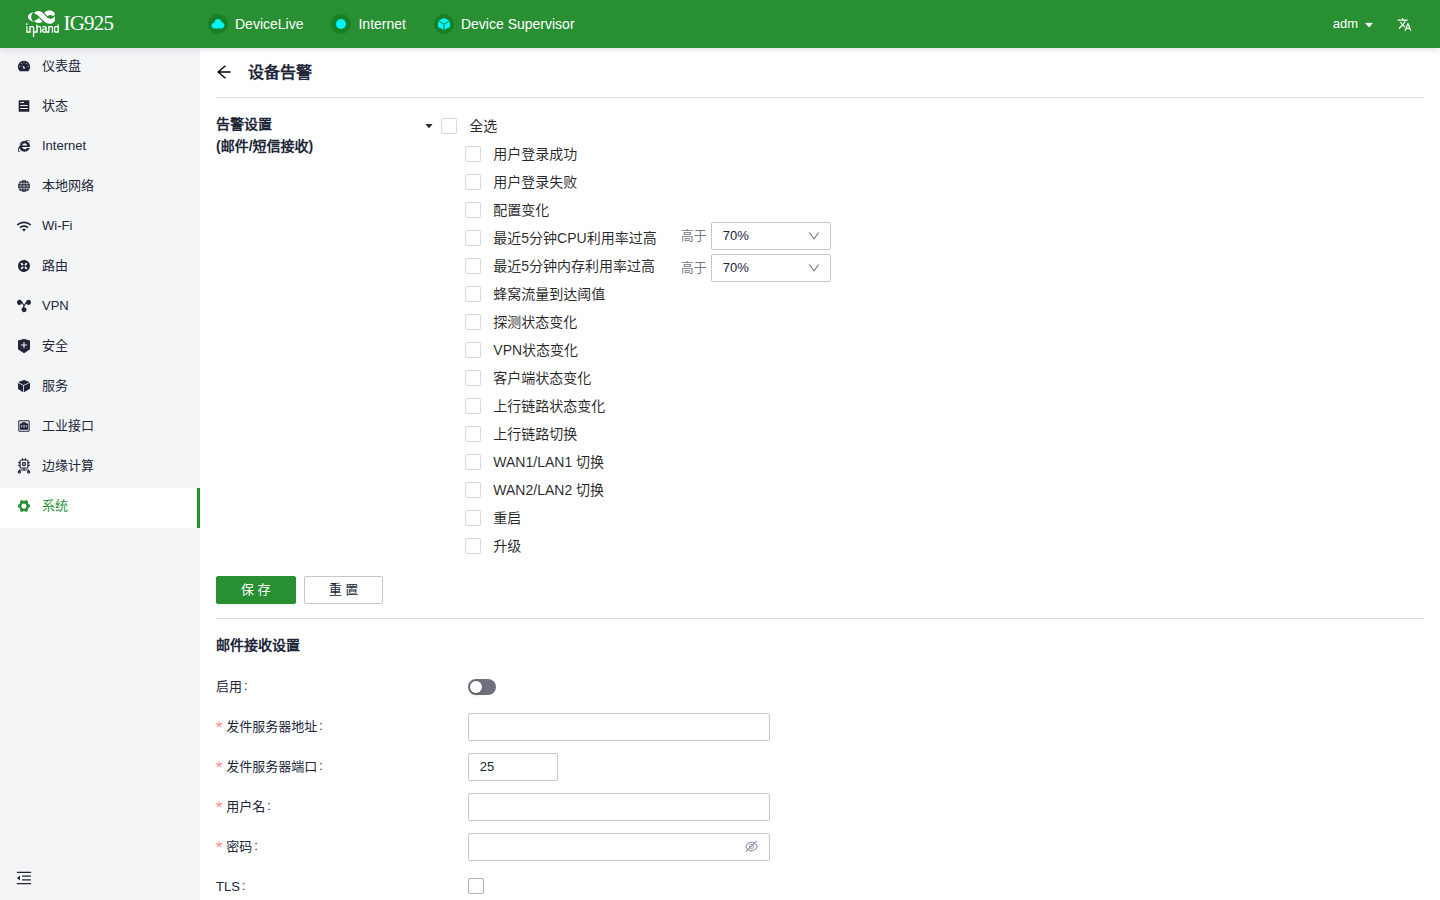 inhand IG925
DeviceLive
Internet
Device Supervisor
adm
仪表盘
状态
Internet
本地网络
Wi-Fi
路由
VPN
安全
服务
工业接口
边缘计算
系统
设备告警
告警设置
(邮件/短信接收)
全选
用户登录成功
用户登录失败
配置变化
最近5分钟CPU利用率过高 高于 70%
最近5分钟内存利用率过高 高于 70%
蜂窝流量到达阈值
探测状态变化
VPN状态变化
客户端状态变化
上行链路状态变化
上行链路切换
WAN1/LAN1 切换
WAN2/LAN2 切换
重启
升级
保 存
重 置
邮件接收设置
启用:
* 发件服务器地址:
* 发件服务器端口: 25
* 用户名:
* 密码:
TLS: